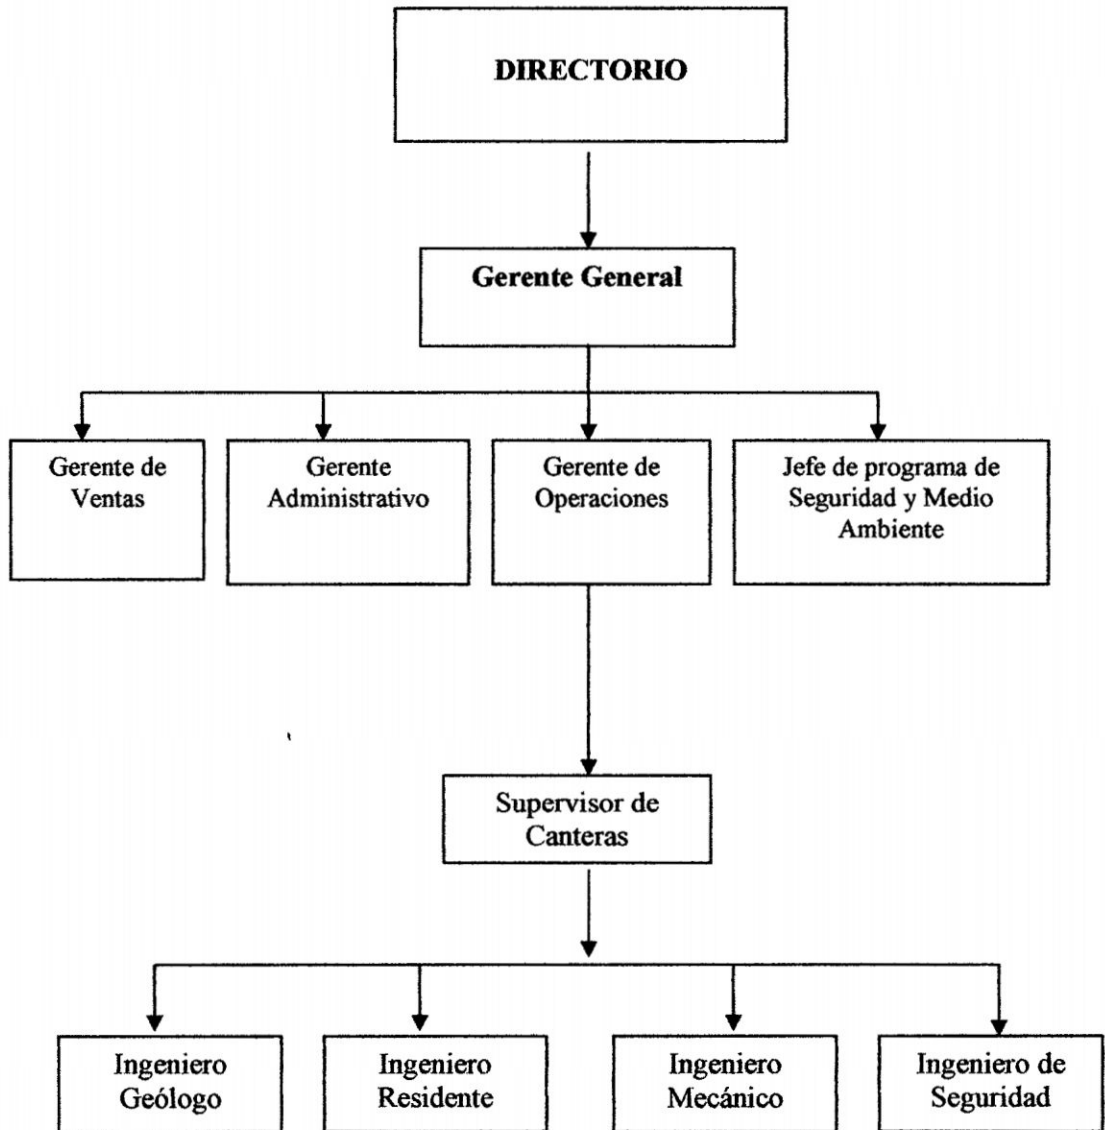 DIRECTORIO
Gerente General
Gerente de
Ventas
Gerente
Administrativo
Gerente de
Operaciones
Jefe de programa de
Seguridad y Medio
Ambiente
Supervisor de
Canteras
Ingeniero
Geólogo
Ingeniero
Residente
Ingeniero
Mecánico
Ingeniero de
Seguridad